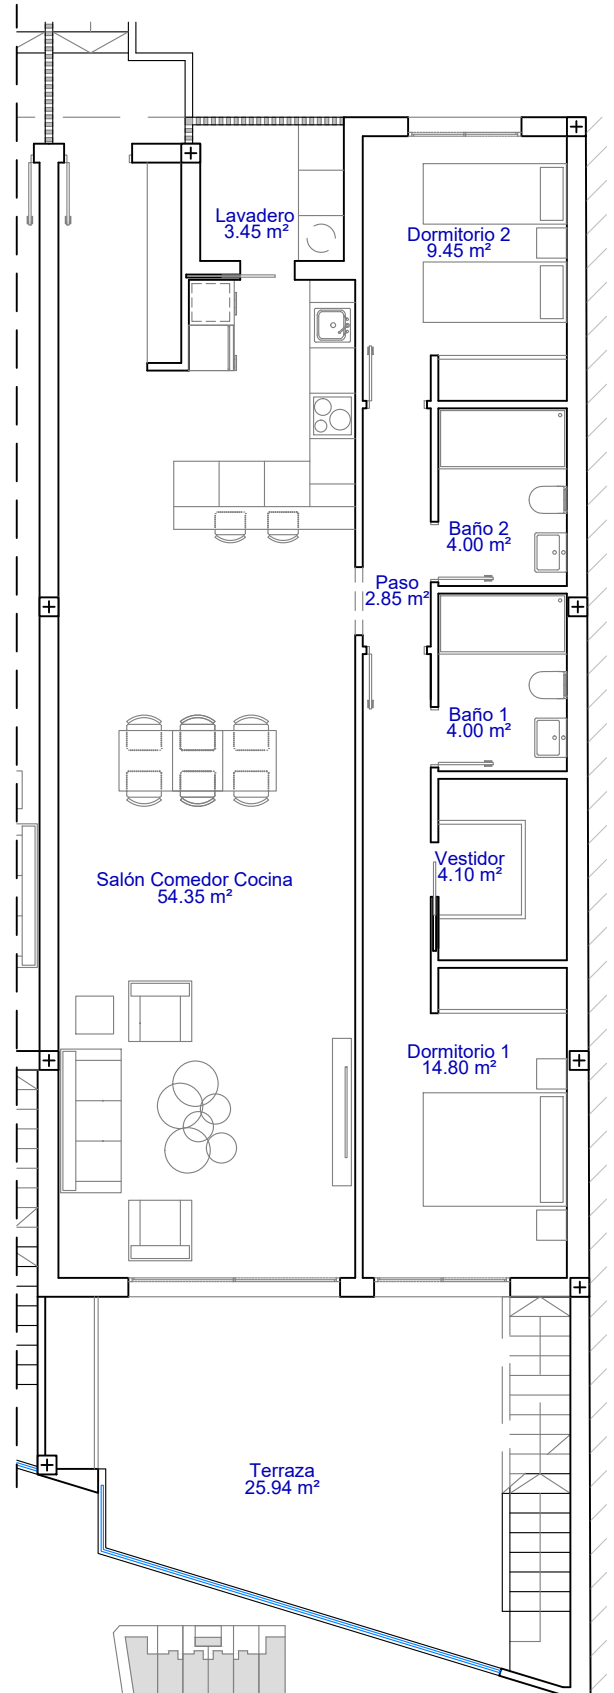 Lavadero
3.45 m²
Dormitorio 2
9.45 m²
Baño 2
4.00 m²
Paso
2.85 m²
Baño 1
4.00 m²
Vestidor
4.10 m²
Salón Comedor Cocina
54.35 m²
Dormitorio 1
14.80 m²
Terraza
25.94 m²